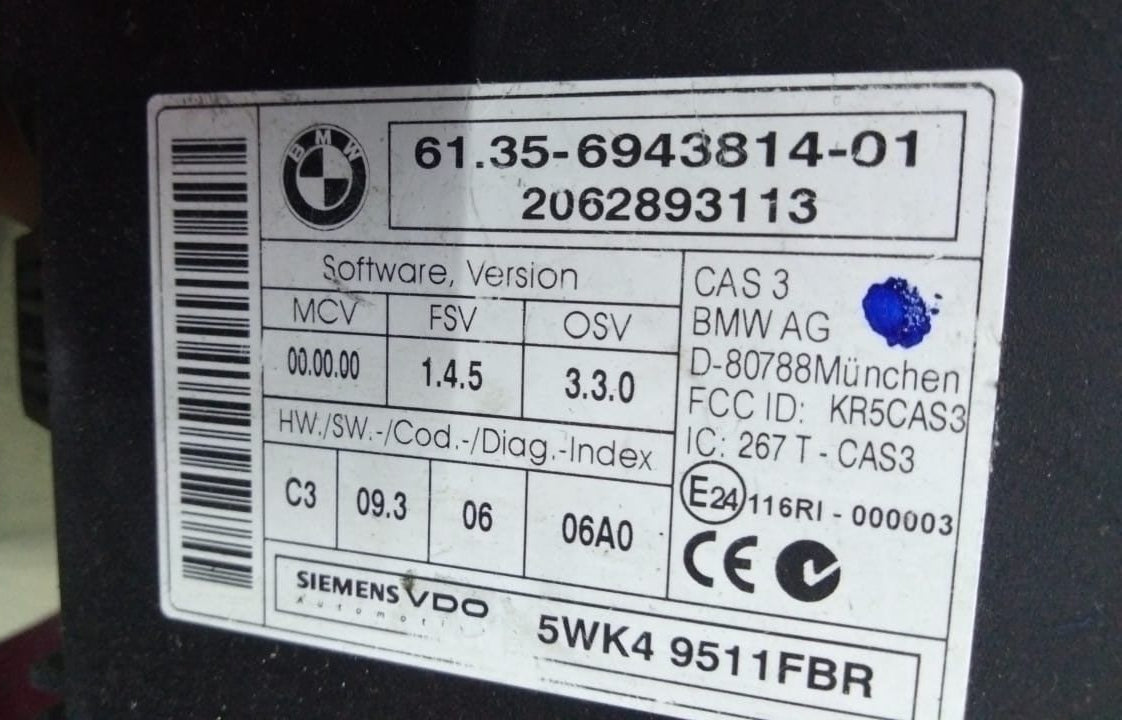 BMW
61.35-6943814-01
2062893113
Software, Version
MCV FSV OSV
00.00.00 1.4.5 3.3.0
HW./SW.-/Cod.-/Diag.-Index
C3 09.3 06 06A0
CAS 3
BMW AG
D-80788München
FCC ID: KR5CAS3
IC: 267 T - CAS3
E24 116RI - 000003
CE
SIEMENS VDO
Automotive
5WK4 9511FBR